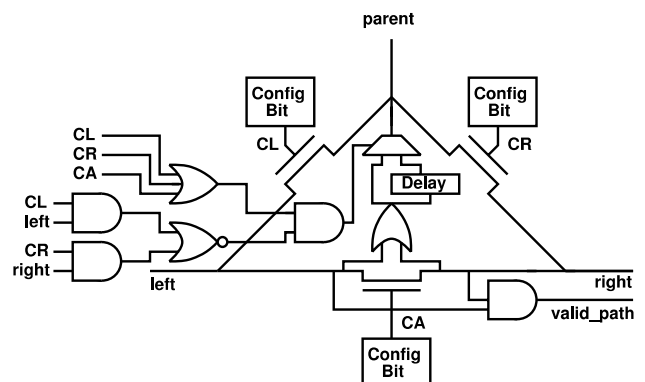 parent
Config
Bit
Config
Bit
CL
CL
CR
CR
CA
Delay
CL
left
CR
right
left
right
valid_path
CA
Config
Bit